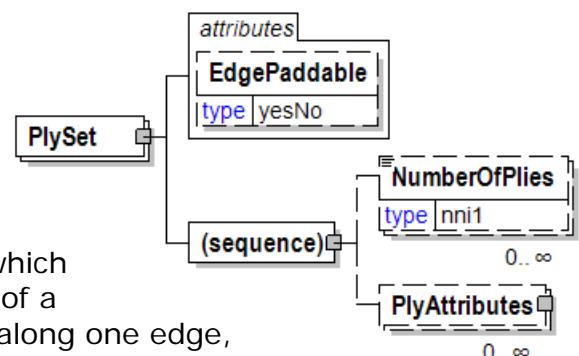 attributes
EdgePaddable
type yesNo
PlySet
NumberOfPlies
type nni1
(sequence)
0..∞
which
of a
PlyAttributes
along one edge,
0..∞